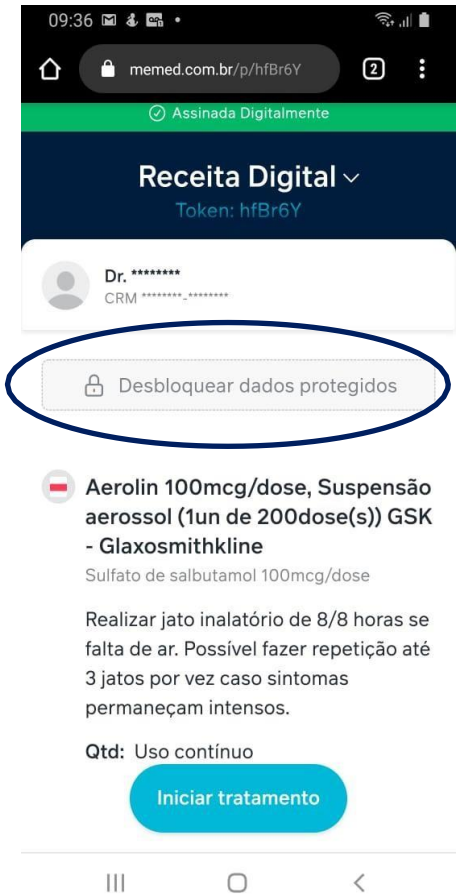 09:36
memed.com.br/p/hfBr6Y
2
Assinada Digitalmente
Receita Digital
Token: hfBr6Y
Dr. ********
CRM ********-********
Desbloquear dados protegidos
Aerolin 100mcg/dose, Suspensão
aerossol (1un de 200dose(s)) GSK
- Glaxosmithkline
Sulfato de salbutamol 100mcg/dose
Realizar jato inalatório de 8/8 horas se
falta de ar. Possível fazer repetição até
3 jatos por vez caso sintomas
permaneçam intensos.
Qtd: Uso contínuo
Iniciar tratamento